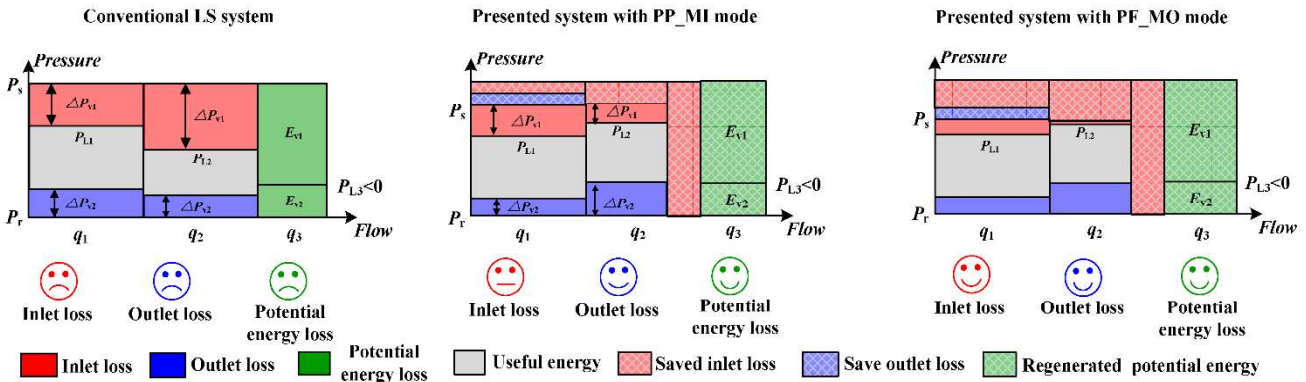 Conventional LS system
Presented system with PP_MI mode
Presented system with PF_MO mode
Pressure
Ps
△Pv1
△Pv1
PL1
PL2
Ev1
△Pv2
△Pv2
Ev2
PL3<0
Pr
Flow
q1
q2
q3
Inlet loss
Outlet loss
Potential
energy loss
Pressure
Ps
△Pv1
△Pv1
PL1
PL2
Ev1
△Pv2
△Pv2
Ev2
PL3<0
Pr
Flow
q1
q2
q3
Inlet loss
Outlet loss
Potential
energy loss
Pressure
Ps
PL1
PL2
Ev1
Ev2
PL3<0
Pr
Flow
q1
q2
q3
Inlet loss
Outlet loss
Potential
energy loss
Inlet loss
Outlet loss
Potential
energy loss
Useful energy
Saved inlet loss
Save outlet loss
Regenerated potential energy